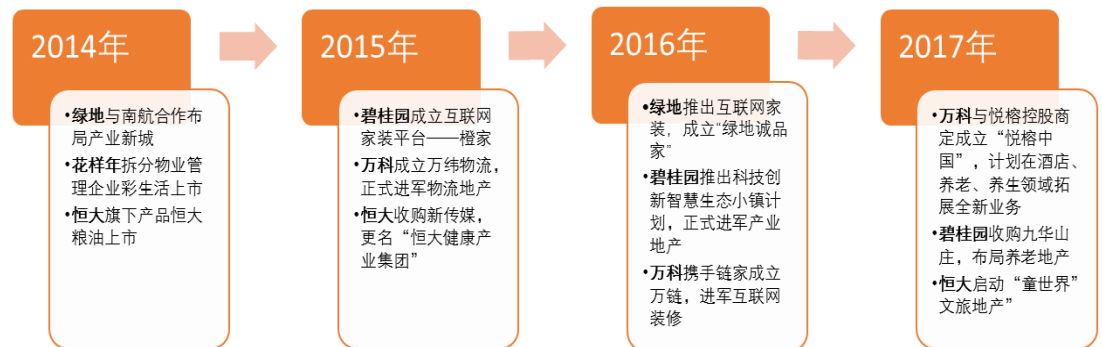 2014年
•绿地与南航合作布
局产业新城
•花样年拆分物业管
理企业彩生活上市
•恒大旗下产品恒大
粮油上市
2015年
•碧桂园成立互联网
家装平台——橙家
•万科成立万纬物流，
正式进军物流地产
•恒大收购新传媒，
更名“恒大健康产
业集团”
2016年
•绿地推出互联网家
装，成立“绿地诚品
家”
•碧桂园推出科技创
新智慧生态小镇计
划，正式进军产业
地产
•万科携手链家成立
万链，进军互联网
装修
2017年
•万科与悦榕控股商
定成立“悦榕中
国”，计划在酒店、
养老、养生领域拓
展全新业务
•碧桂园收购九华山
庄，布局养老地产
•恒大启动“童世界”
文旅地产”